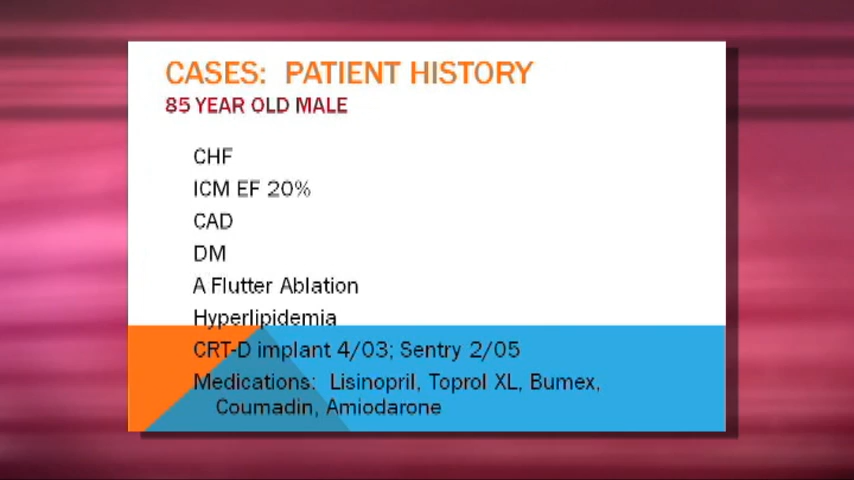 CASES: PATIENT HISTORY
85 YEAR OLD MALE
CHF
ICM EF 20%
CAD
DM
A Flutter Ablation
Hyperlipidemia
CRT-D implant 4/03; Sentry 2/05
Medications: Lisinopril, Toprol XL, Bumex,
Coumadin, Amiodarone